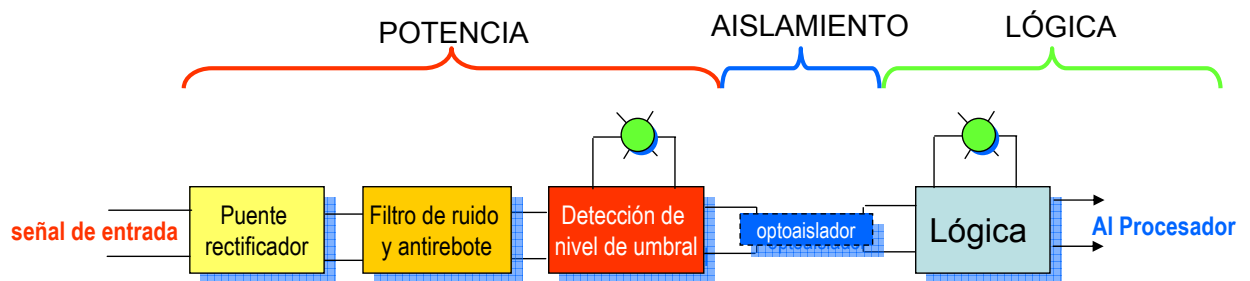 POTENCIA
AISLAMIENTO
LÓGICA
señal de entrada
Puente
rectificador
Filtro de ruido
y antirebote
Detección de
nivel de umbral
optoaislador
Lógica
Al Procesador